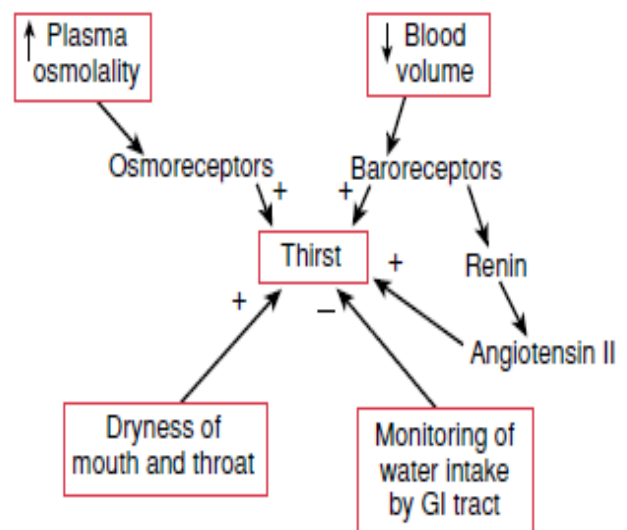 ↑ Plasma
osmolality
↓ Blood
volume
Osmoreceptors
Baroreceptors
+
+
Thirst
+
Renin
+
–
Angiotensin II
Dryness of
mouth and throat
Monitoring of
water intake
by GI tract